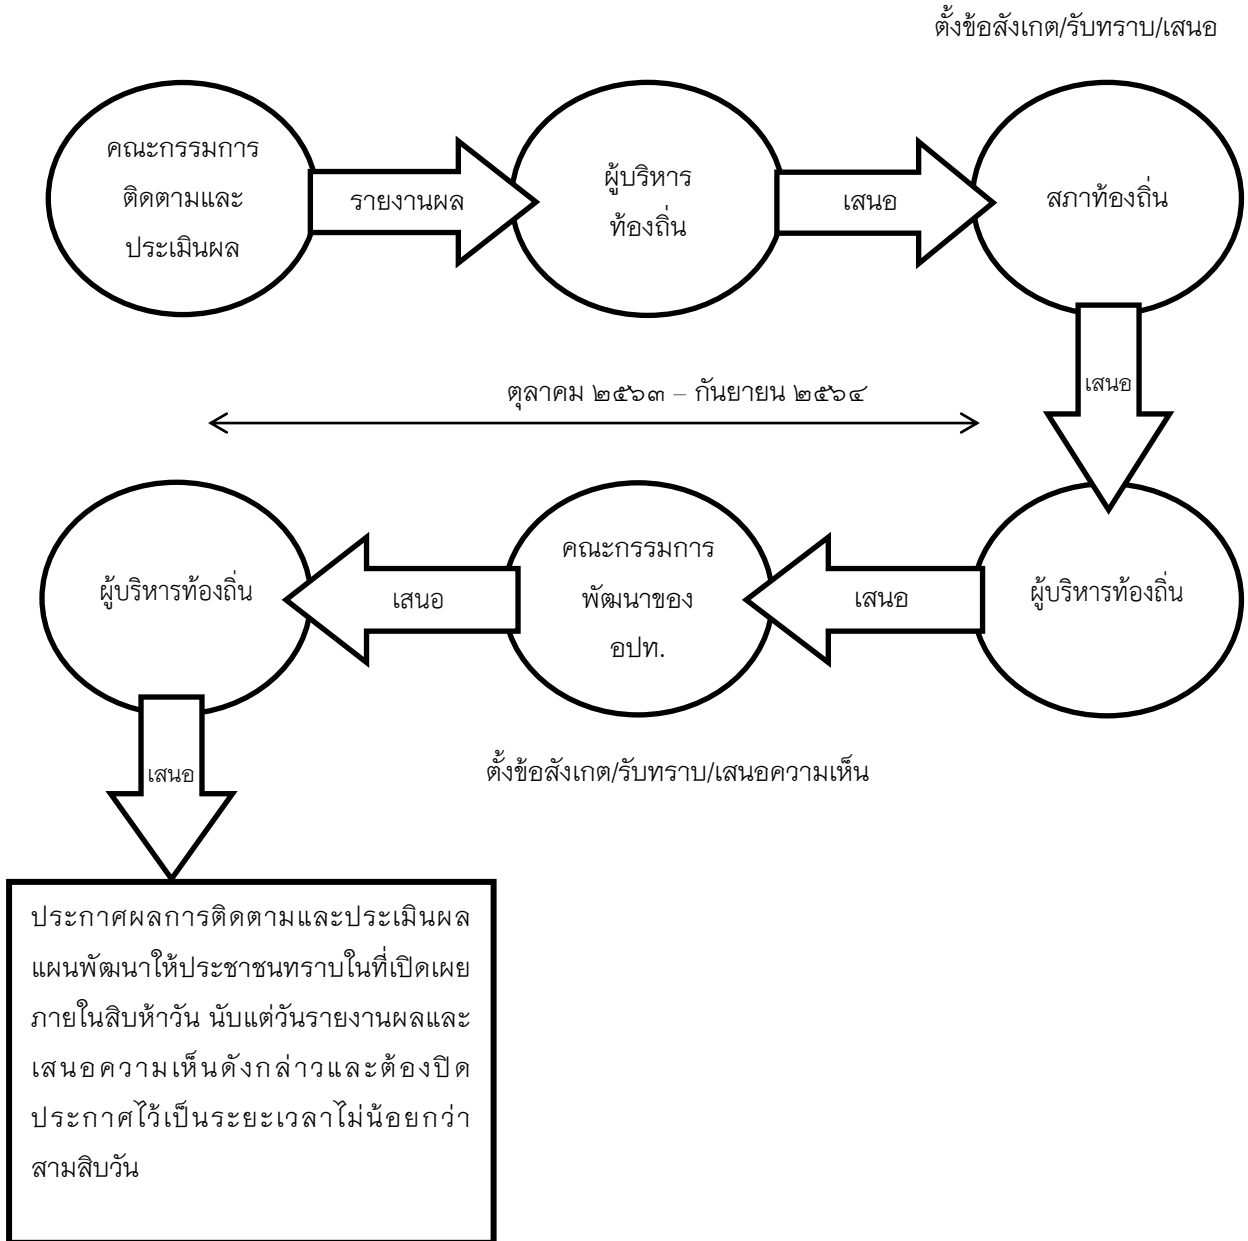 ตั้งข้อสังเกต/รับทราบ/เสนอ
คณะกรรมการ
ติดตามและ
ประเมินผล
รายงานผล
ผู้บริหาร
ท้องถิ่น
เสนอ
สภาท้องถิ่น
เสนอ
ตุลาคม ๒๕๖๓ – กันยายน ๒๕๖๔
ผู้บริหารท้องถิ่น
เสนอ
คณะกรรมการ
พัฒนาของ
อปท.
เสนอ
ผู้บริหารท้องถิ่น
ตั้งข้อสังเกต/รับทราบ/เสนอความเห็น
เสนอ
ประกาศผลการติดตามและประเมินผล
แผนพัฒนาให้ประชาชนทราบในที่เปิดเผย
ภายในสิบห้าวัน นับแต่วันรายงานผลและ
เสนอความเห็นดังกล่าวและต้องปิด
ประกาศไว้เป็นระยะเวลาไม่น้อยกว่า
สามสิบวัน